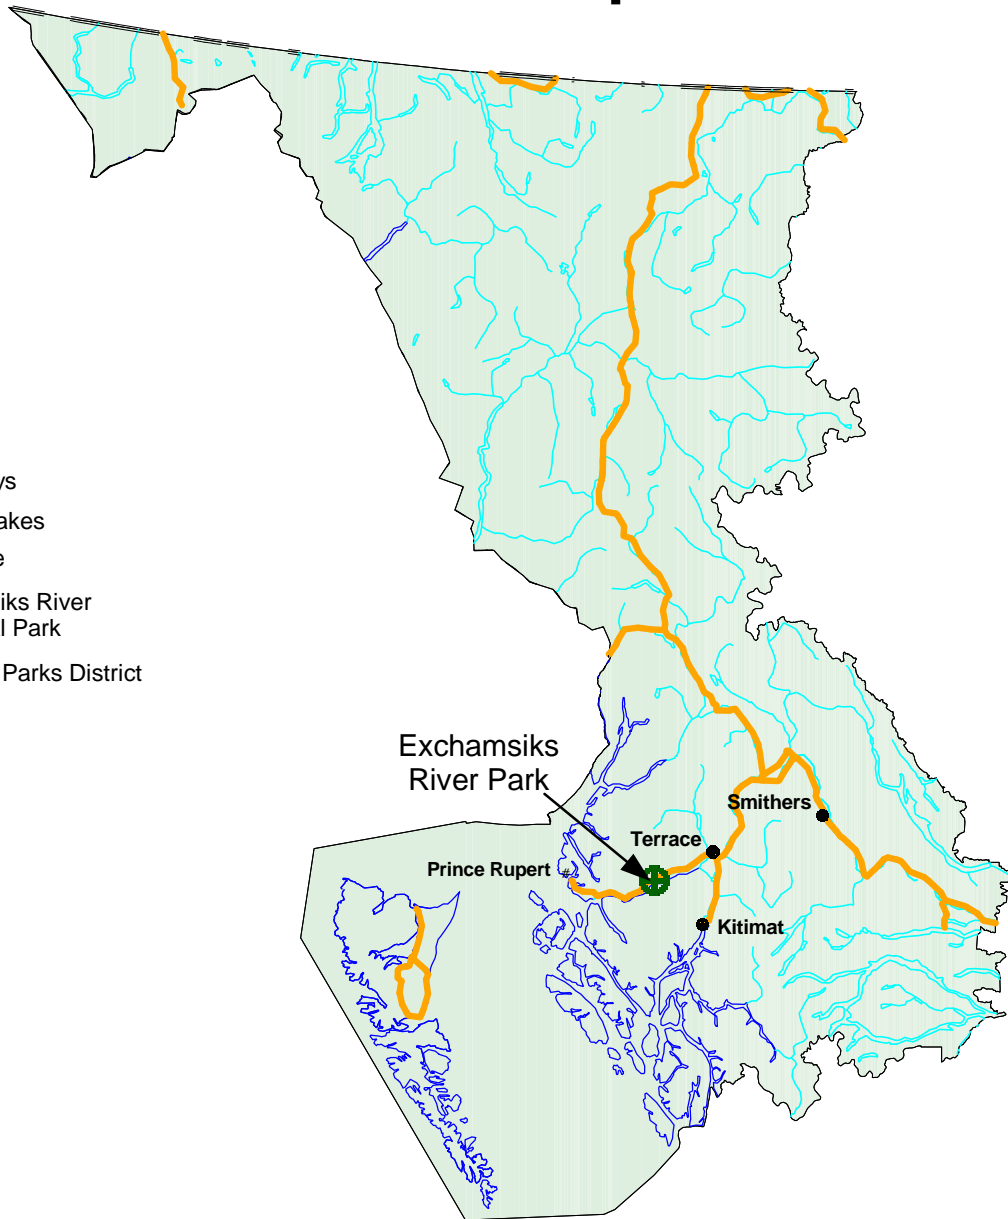 ys
akes
e
iks River
l Park
Parks District
Exchamsiks
River Park
Smithers
Terrace
Prince Rupert
#
Kitimat